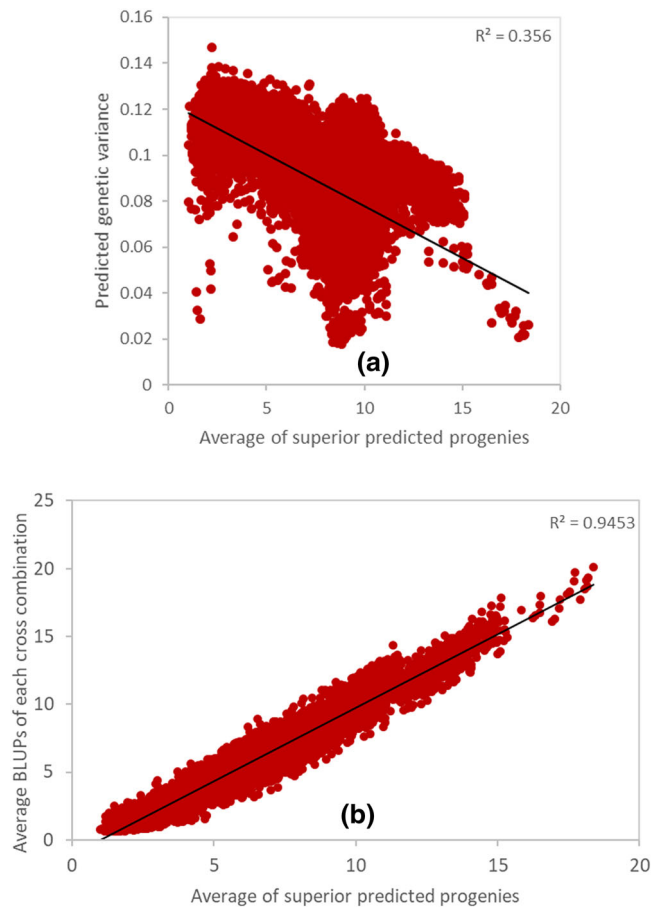 0.16
R² = 0.356
0.14
0.12
0.1
0.08
0.06
0.04
0.02
0
Predicted genetic variance
(a)
0 5 10 15 20
Average of superior predicted progenies
25
R² = 0.9453
20
15
10
5
0
Average BLUPs of each cross combination
(b)
0 5 10 15 20
Average of superior predicted progenies